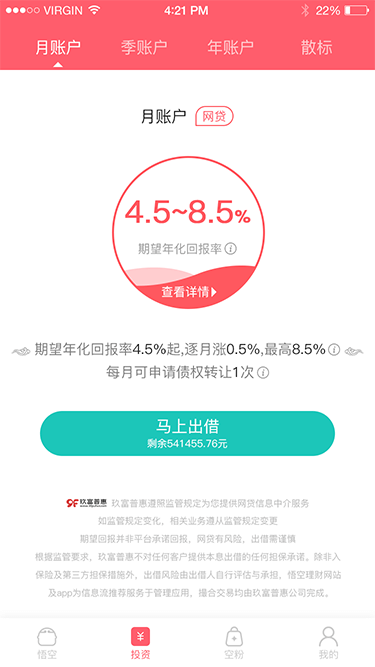 VIRGIN 4:21 PM 22%
月账户 季账户 年账户 散标
月账户 网贷
4.5~8.5%
期望年化回报率
查看详情
期望年化回报率4.5%起,逐月涨0.5%,最高8.5%
每月可申请债权转让1次
马上出借
剩余541455.76元
9F 玖富普惠 玖富普惠遵照监管规定为您提供网贷信息中介服务
如监管规定变化，相关业务遵从监管规定变更
期望回报并非平台承诺回报，网贷有风险，出借需谨慎
根据监管要求，玖富普惠不对任何客户提供本息出借的任何担保承诺。除非入
保险及第三方担保措施外，出借风险由出借人自行评估与承担，悟空理财网站
及app为信息流推荐服务于管理应用，撮合交易均由玖富普惠公司完成。
悟空 投资 空粉 我的